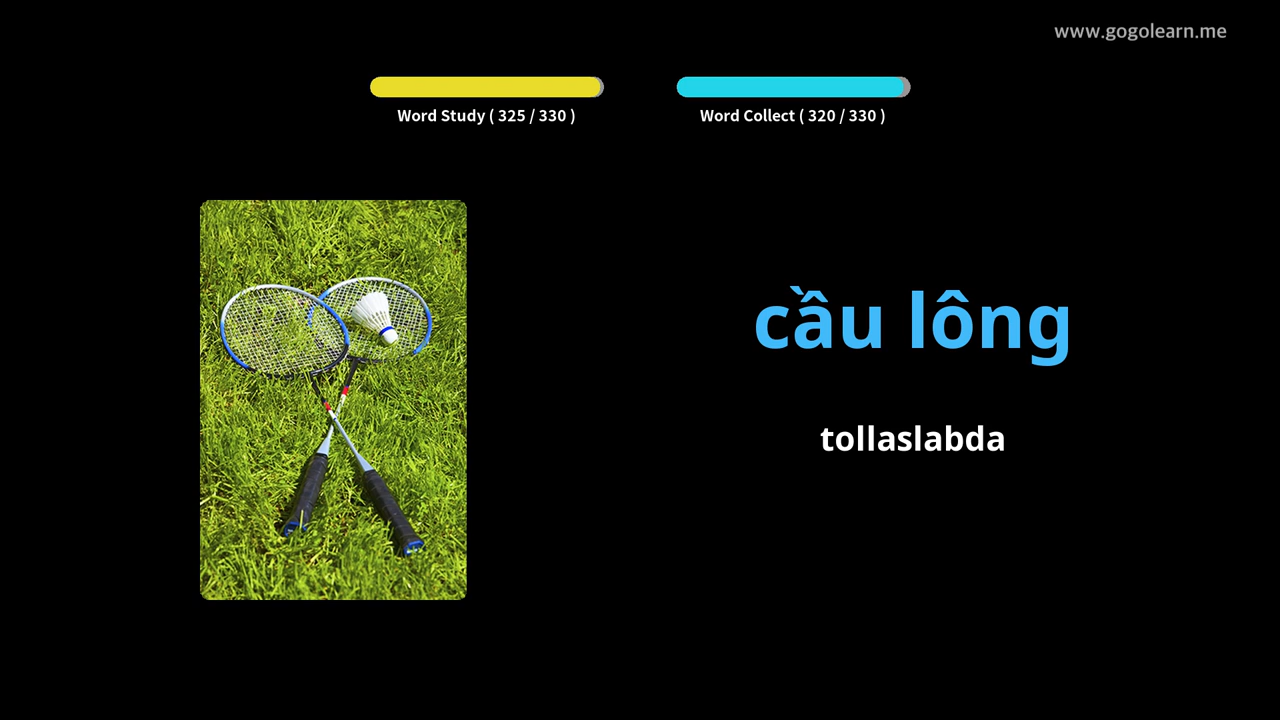 www.gogolearn.me
Word Study ( 325 / 330 )
Word Collect ( 320 / 330 )
cầu lông
tollaslabda